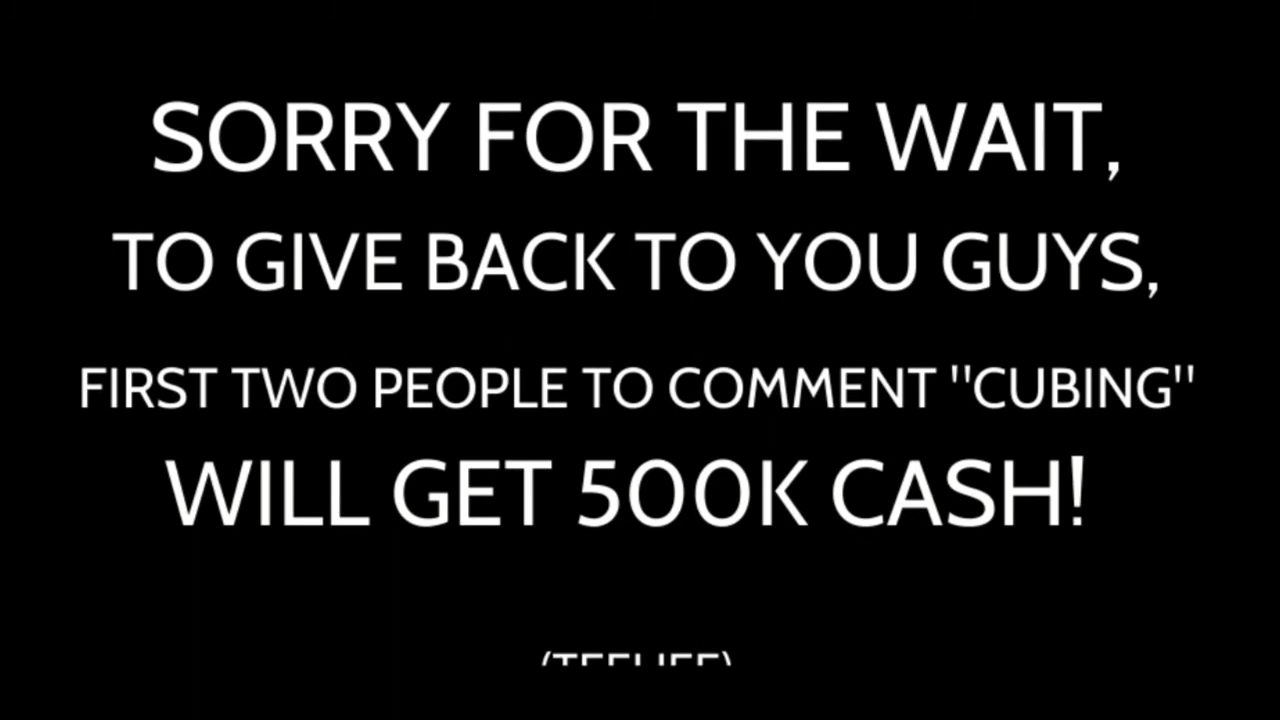 SORRY FOR THE WAIT,
TO GIVE BACK TO YOU GUYS,
FIRST TWO PEOPLE TO COMMENT "CUBING"
WILL GET 500K CASH!